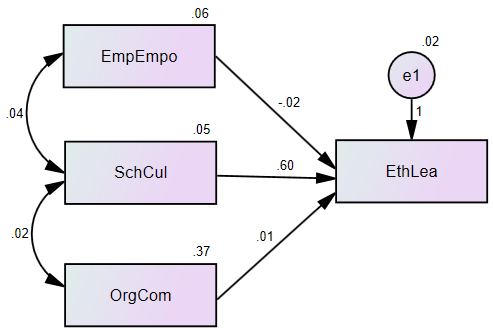 .06
EmpEmpo
.02
e1
1
-.02
.04
.05
SchCul
.60
EthLea
.02
.37
.01
OrgCom